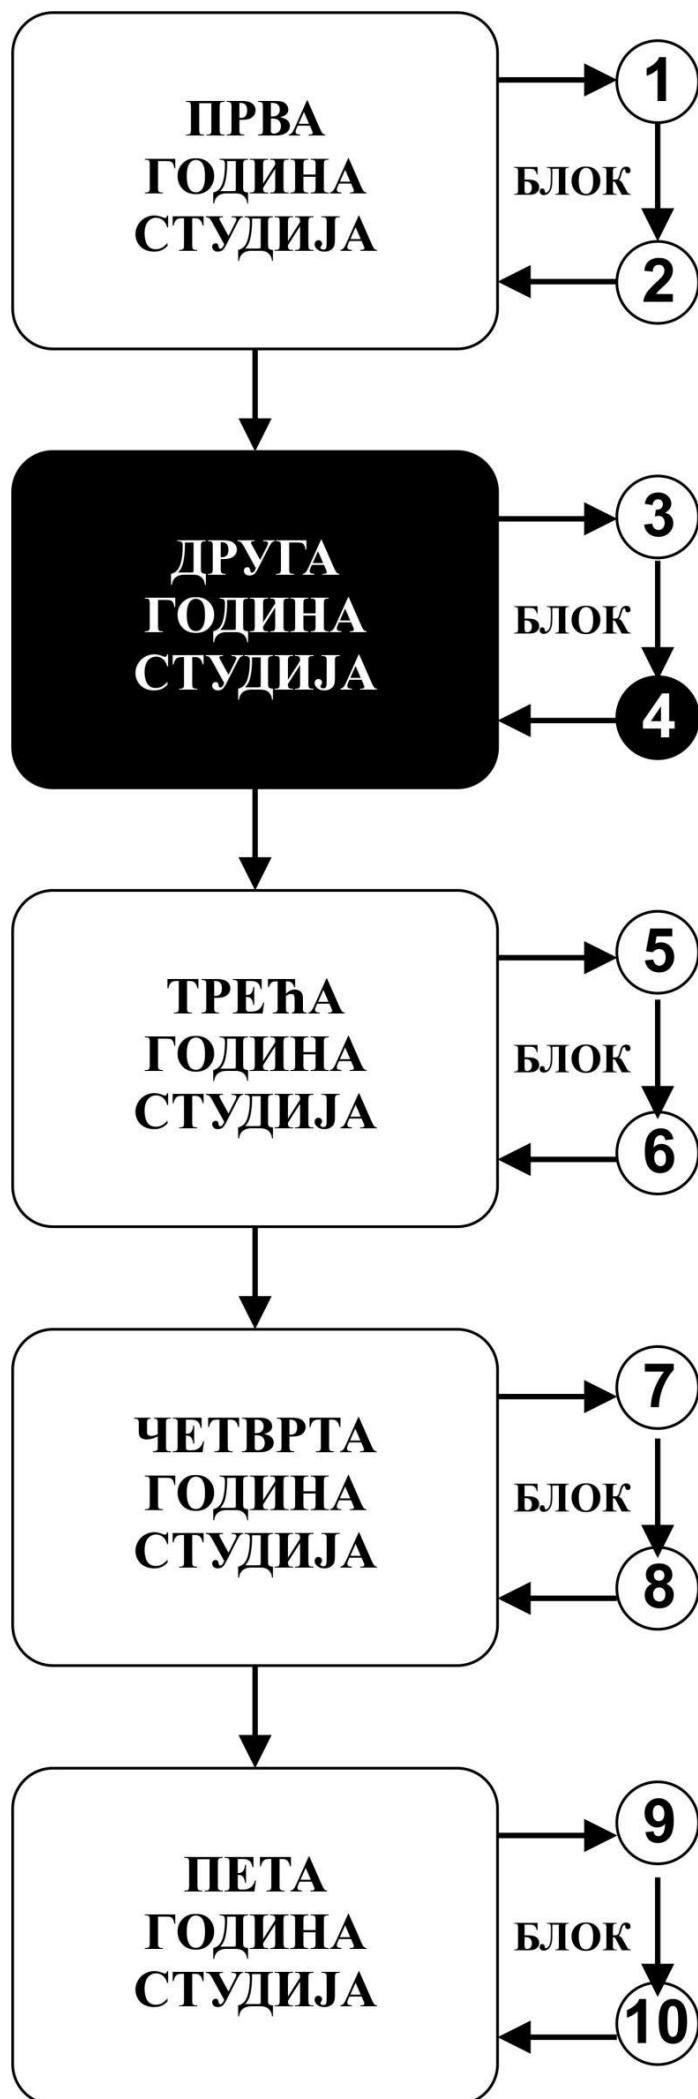 ПРВА
ГОДИНА
СТУДИЈА
1
БЛОК
2
ДРУГА
ГОДИНА
СТУДИЈА
3
БЛОК
4
ТРЕЋА
ГОДИНА
СТУДИЈА
5
БЛОК
6
ЧЕТВРТА
ГОДИНА
СТУДИЈА
7
БЛОК
8
ПЕТА
ГОДИНА
СТУДИЈА
9
БЛОК
10